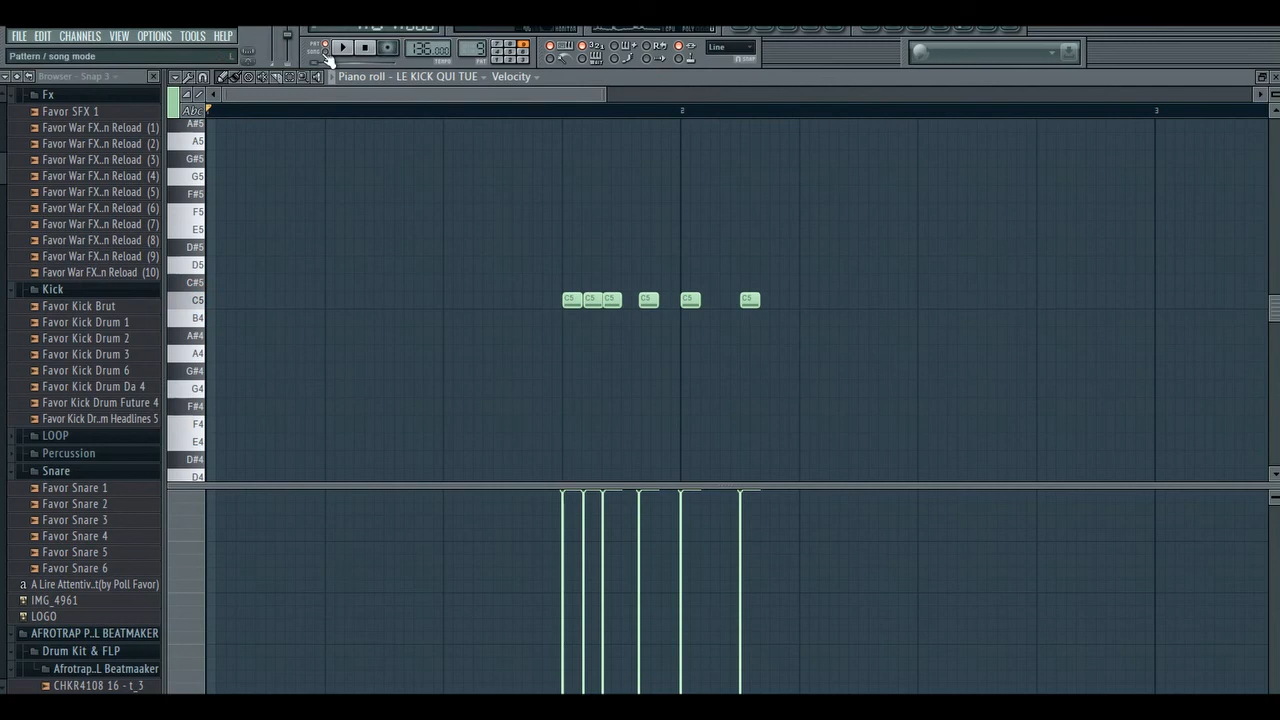 FILE EDIT CHANNELS VIEW OPTIONS TOOLS HELP
Pattern / song mode
PAT
SONG
136.000
TEMPO
9
PAT
Line
SNAP
Browser - Snap 3
Piano roll - LE KICK QUI TUE
Velocity
Abc
2
3
Fx
Favor SFX 1
Favor War FX..n Reload (1)
Favor War FX..n Reload (2)
Favor War FX..n Reload (3)
Favor War FX..n Reload (4)
Favor War FX..n Reload (5)
Favor War FX..n Reload (6)
Favor War FX..n Reload (7)
Favor War FX..n Reload (8)
Favor War FX..n Reload (9)
Favor War FX..n Reload (10)
Kick
Favor Kick Brut
Favor Kick Drum 1
Favor Kick Drum 2
Favor Kick Drum 3
Favor Kick Drum 6
Favor Kick Drum Da 4
Favor Kick Drum Future 4
Favor Kick Dr..m Headlines 5
LOOP
Percussion
Snare
Favor Snare 1
Favor Snare 2
Favor Snare 3
Favor Snare 4
Favor Snare 5
Favor Snare 6
A Lire Attentiv..t(by Poll Favor)
IMG_4961
LOGO
AFROTRAP P..L BEATMAKER
Drum Kit & FLP
Afrotrap..L Beatmaaker
CHKR4108 16 - t_3
A#5
A5
G#5
G5
F#5
F5
E5
D#5
D5
C#5
C5
B4
A#4
A4
G#4
G4
F#4
F4
E4
D#4
D4
C5 C5 C5 C5 C5 C5